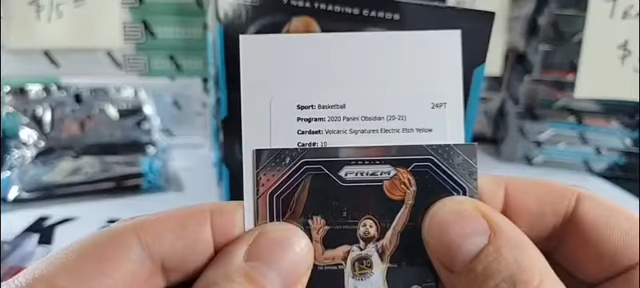 NBA TRADING CARDS
Sport: Basketball
24PT
Program: 2020 Panini Obsidian (20-21)
Cardset: Volcanic Signatures Electric Etch Yellow
Card#: 10
PANINI
PRIZM